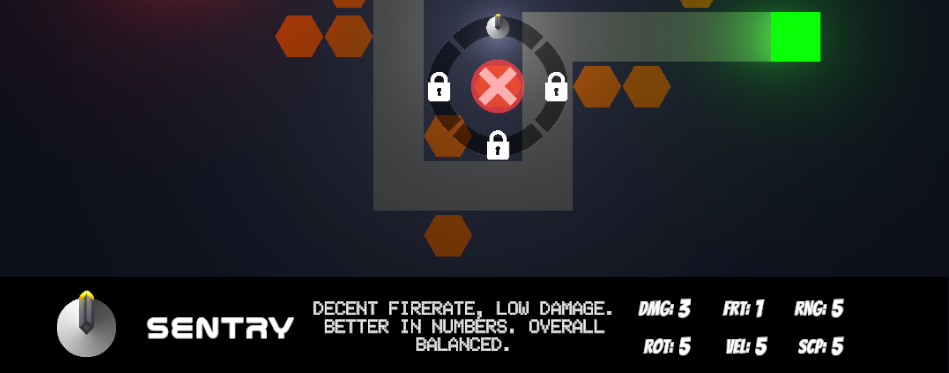 SENTRY
DECENT FIRERATE, LOW DAMAGE.
BETTER IN NUMBERS. OVERALL
BALANCED.
DMG: 3 FRT: 1 RNG: 5
ROT: 5 VEL: 5 SCP: 5